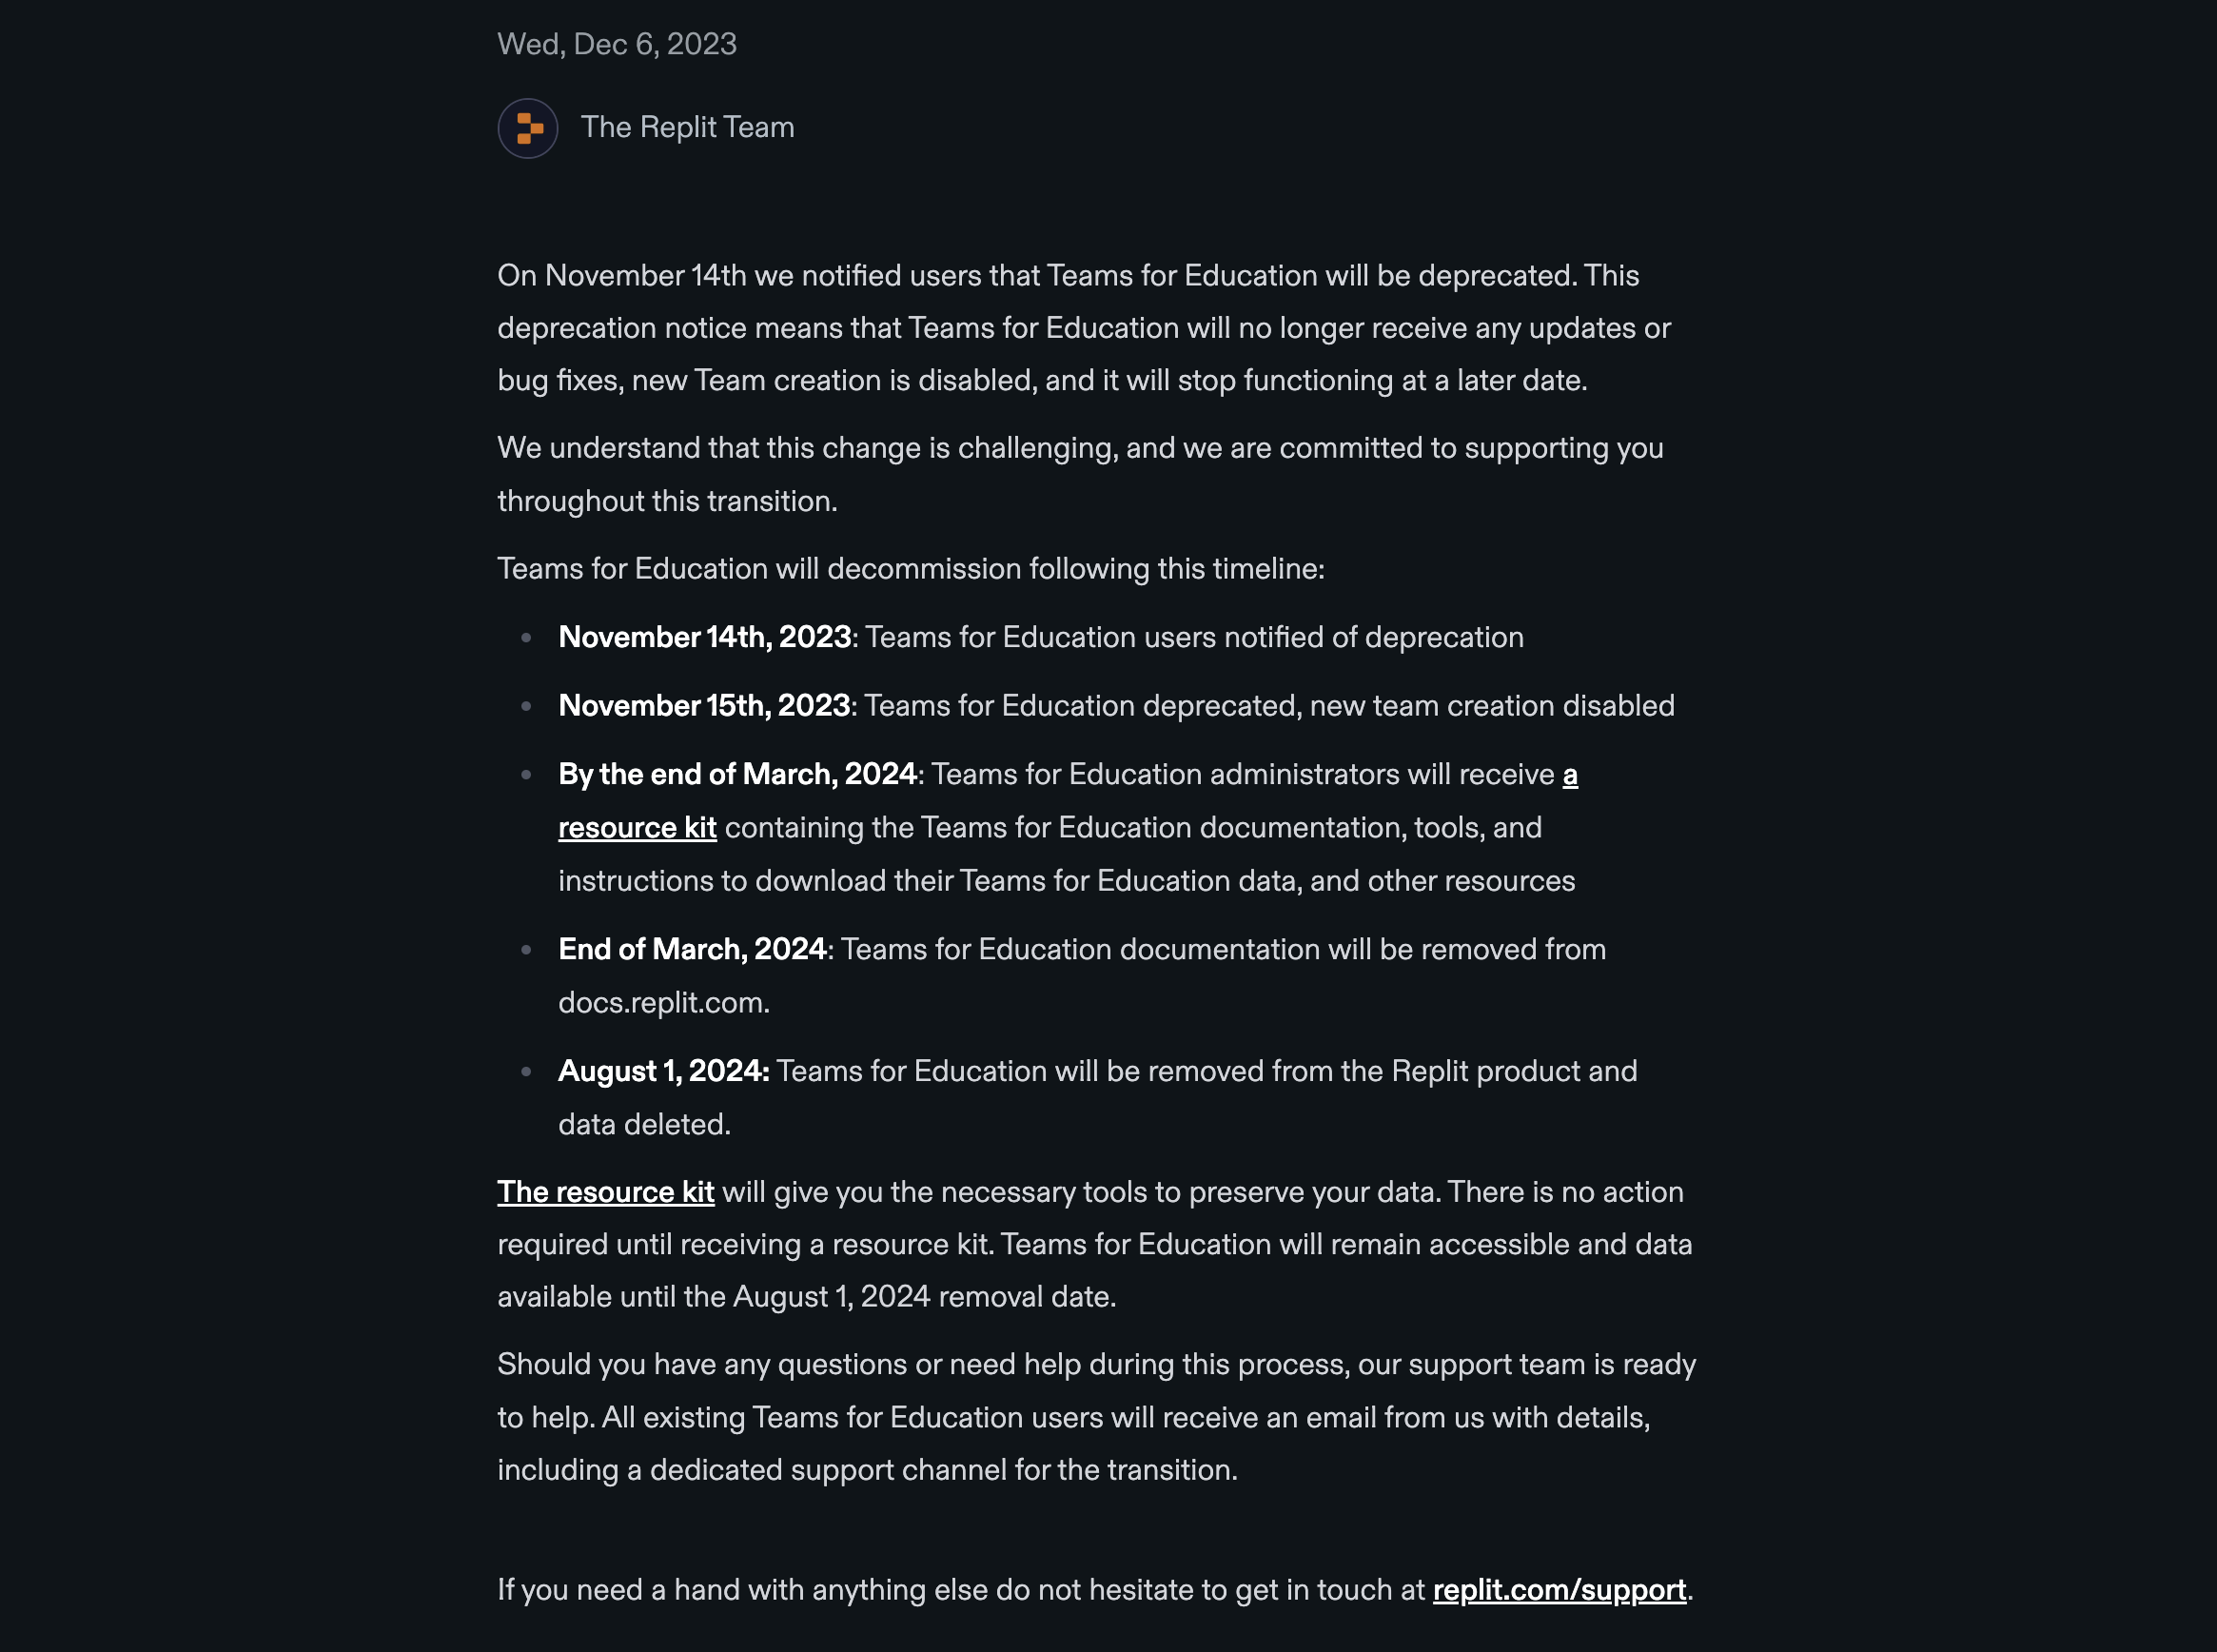 Wed, Dec 6, 2023
The Replit Team
On November 14th we notified users that Teams for Education will be deprecated. This
deprecation notice means that Teams for Education will no longer receive any updates or
bug fixes, new Team creation is disabled, and it will stop functioning at a later date.
We understand that this change is challenging, and we are committed to supporting you
throughout this transition.
Teams for Education will decommission following this timeline:
November 14th, 2023: Teams for Education users notified of deprecation
November 15th, 2023: Teams for Education deprecated, new team creation disabled
By the end of March, 2024: Teams for Education administrators will receive a
resource kit containing the Teams for Education documentation, tools, and
instructions to download their Teams for Education data, and other resources
End of March, 2024: Teams for Education documentation will be removed from
docs.replit.com.
August 1, 2024: Teams for Education will be removed from the Replit product and
data deleted.
The resource kit will give you the necessary tools to preserve your data. There is no action
required until receiving a resource kit. Teams for Education will remain accessible and data
available until the August 1, 2024 removal date.
Should you have any questions or need help during this process, our support team is ready
to help. All existing Teams for Education users will receive an email from us with details,
including a dedicated support channel for the transition.
If you need a hand with anything else do not hesitate to get in touch at replit.com/support.